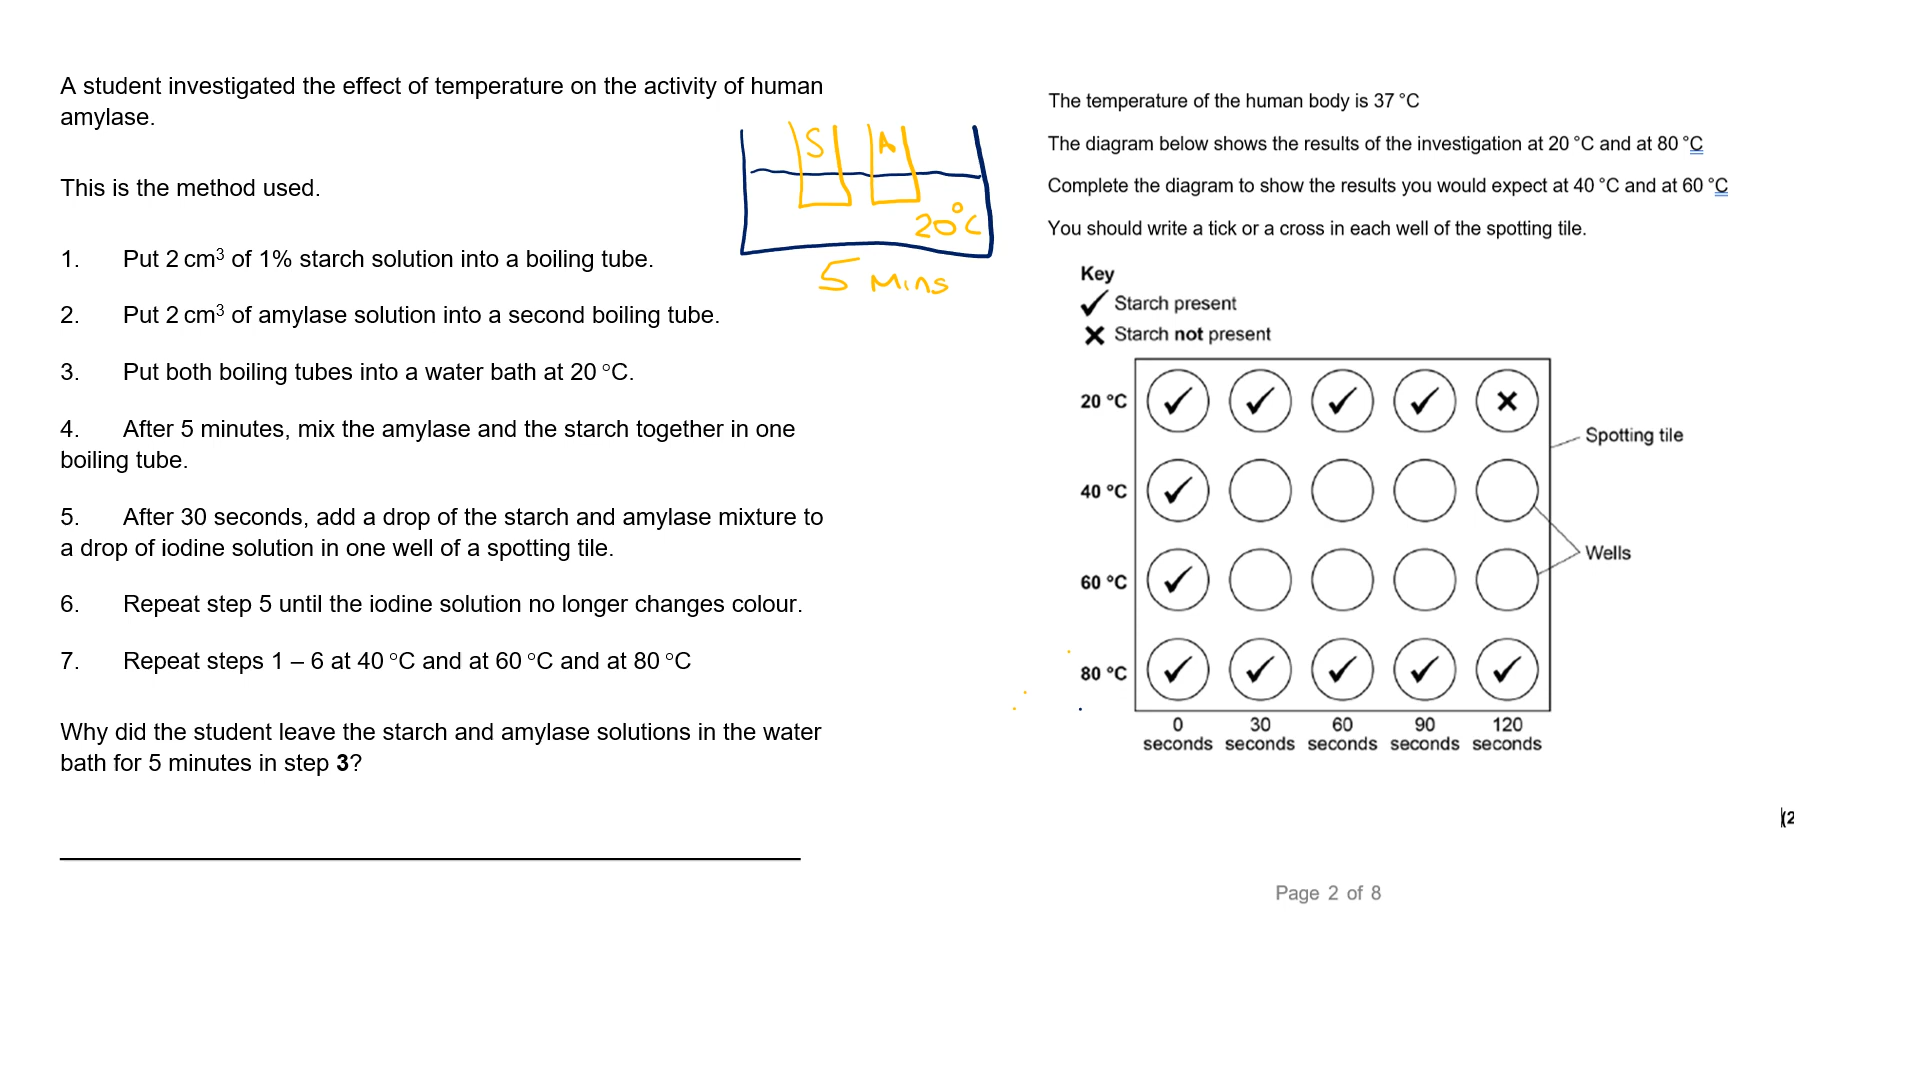 A student investigated the effect of temperature on the activity of human
amylase.
This is the method used.
1. Put 2 cm³ of 1% starch solution into a boiling tube.
2. Put 2 cm³ of amylase solution into a second boiling tube.
3. Put both boiling tubes into a water bath at 20 °C.
4. After 5 minutes, mix the amylase and the starch together in one
boiling tube.
5. After 30 seconds, add a drop of the starch and amylase mixture to
a drop of iodine solution in one well of a spotting tile.
6. Repeat step 5 until the iodine solution no longer changes colour.
7. Repeat steps 1 – 6 at 40 °C and at 60 °C and at 80 °C
Why did the student leave the starch and amylase solutions in the water
bath for 5 minutes in step 3?
S A
20°C
5 Mins
The temperature of the human body is 37 °C
The diagram below shows the results of the investigation at 20 °C and at 80 °C
Complete the diagram to show the results you would expect at 40 °C and at 60 °C
You should write a tick or a cross in each well of the spotting tile.
Key
✓ Starch present
✗ Starch not present
20 °C ✓ ✓ ✓ ✓ ✗
Spotting tile
40 °C ✓
Wells
60 °C ✓
80 °C ✓ ✓ ✓ ✓ ✓
0 30 60 90 120
seconds seconds seconds seconds seconds
(2
Page 2 of 8